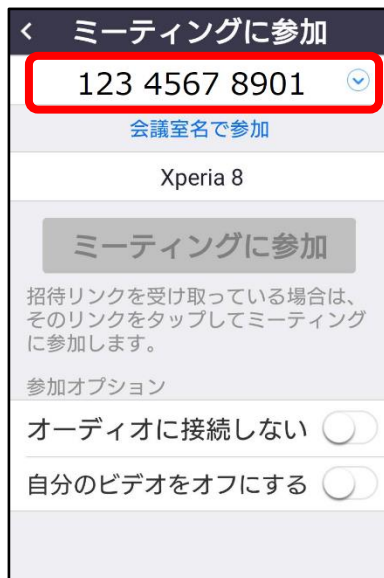 ミーティングに参加
123 4567 8901
会議室名で参加
Xperia 8
ミーティングに参加
招待リンクを受け取っている場合は、
そのリンクをタップしてミーティング
に参加します。
参加オプション
オーディオに接続しない
自分のビデオをオフにする